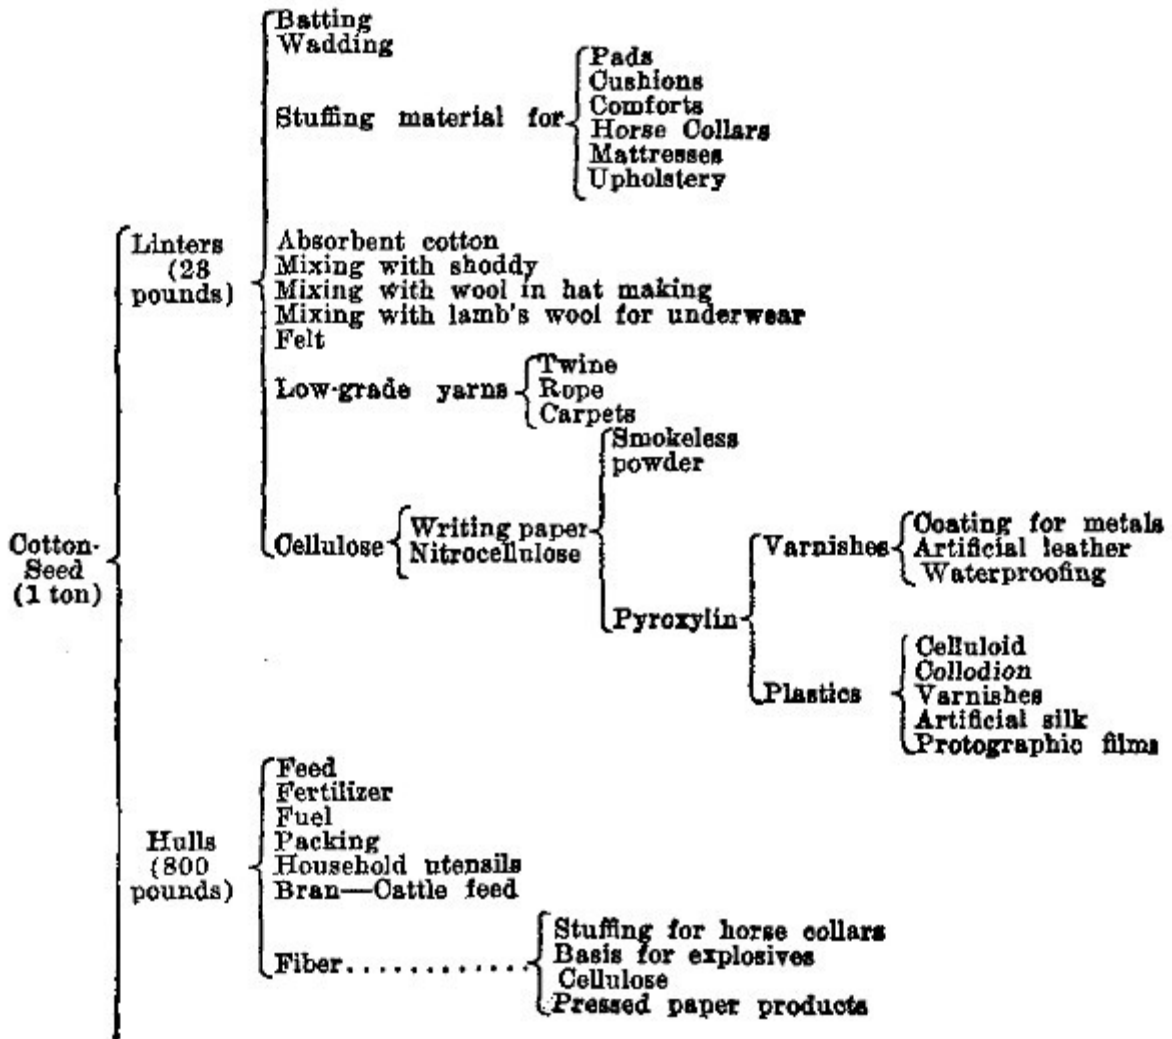 Batting
Wadding
Stuffing material for
Pads
Cushions
Comforts
Horse Collars
Mattresses
Upholstery
Linters
(28
pounds)
Absorbent cotton
Mixing with shoddy
Mixing with wool in hat making
Mixing with lamb's wool for underwear
Felt
Low-grade yarns
Twine
Rope
Carpets
Cellulose
Writing paper
Nitrocellulose
Smokeless
powder
Pyroxylin
Varnishes
Coating for metals
Artificial leather
Waterproofing
Plastics
Celluloid
Collodion
Varnishes
Artificial silk
Protographic films
Cotton-
Seed
(1 ton)
Hulls
(800
pounds)
Feed
Fertilizer
Fuel
Packing
Household utensils
Bran—Cattle feed
Fiber..........
Stuffing for horse collars
Basis for explosives
Cellulose
Pressed paper products